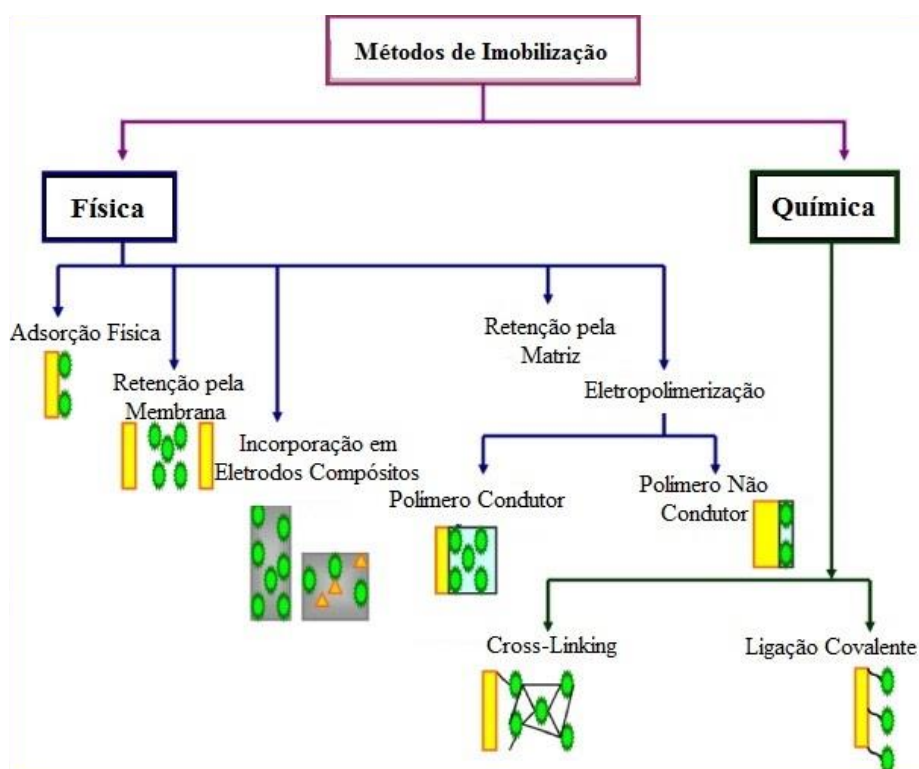 Métodos de Imobilização
Física
Química
Adsorção Física
Retenção pela
Membrana
Incorporação em
Eletrodos Compósitos
Retenção pela
Matriz
Eletropolimerização
Polímero Condutor
Polímero Não
Condutor
Cross-Linking
Ligação Covalente